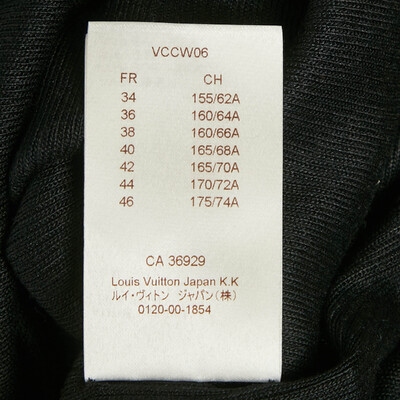 VCCW06
FR CH
34 155/62A
36 160/64A
38 160/66A
40 165/68A
42 165/70A
44 170/72A
46 175/74A
CA 36929
Louis Vuitton Japan K.K
ルイ・ヴィトン ジャパン(株)
0120-00-1854